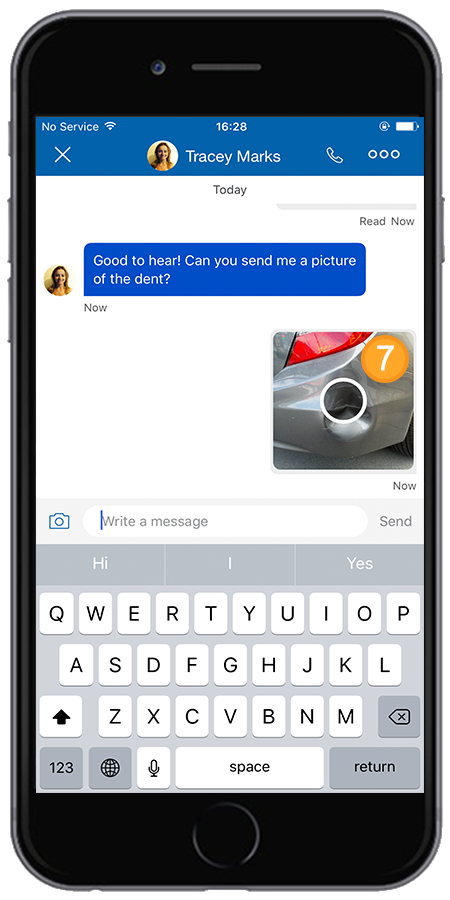 No Service 16:28
Tracey Marks
Today
Read Now
Good to hear! Can you send me a picture
of the dent?
Now
7
Now
Write a message Send
Hi I Yes
Q W E R T Y U I O P
A S D F G H J K L
Z X C V B N M
123 space return